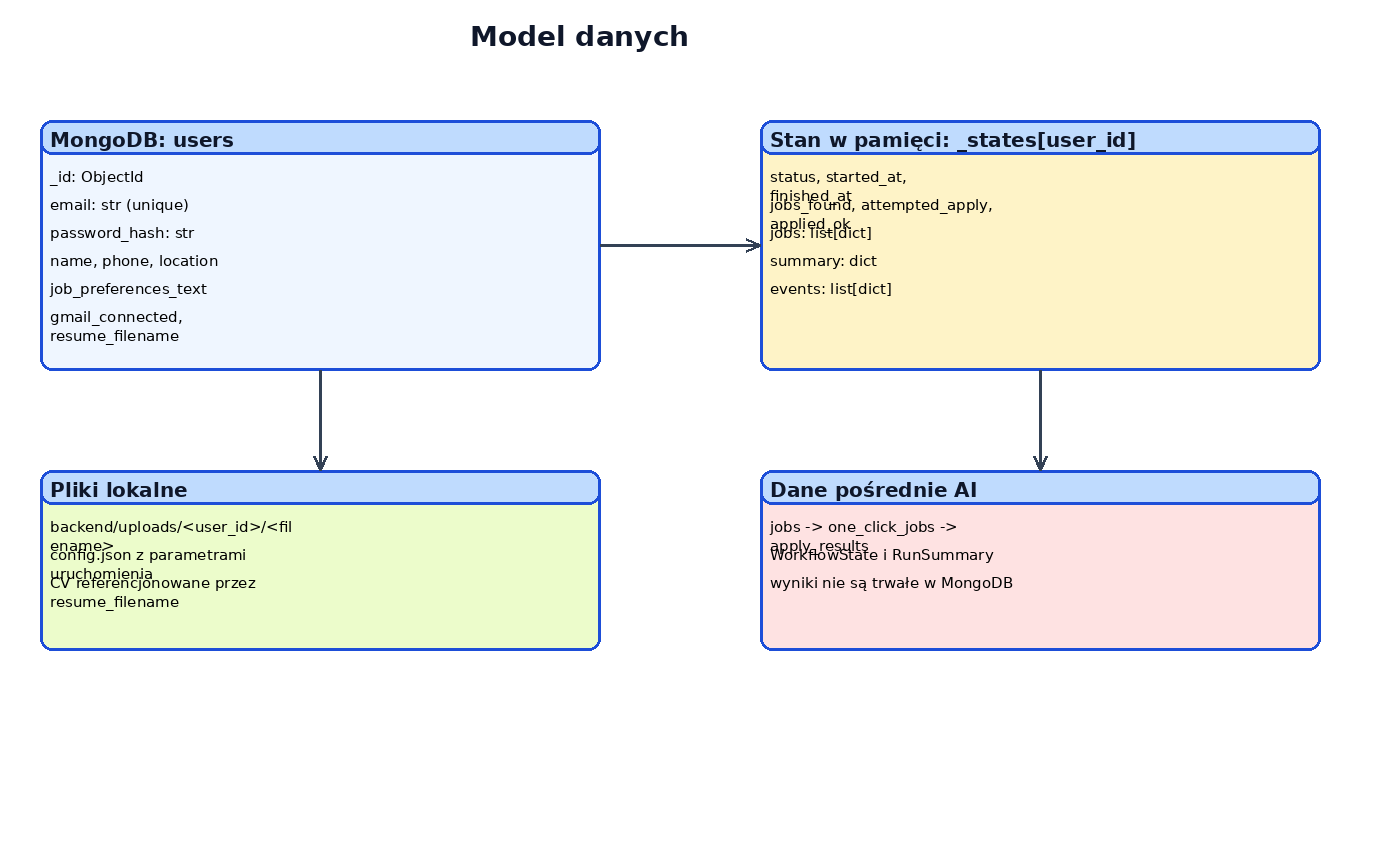 Model danych
MongoDB: users
_id: ObjectId
email: str (unique)
password_hash: str
name, phone, location
job_preferences_text
gmail_connected,
resume_filename
Stan w pamięci: _states[user_id]
status, started_at,
finished_at
jobs_found, attempted_apply,
applied_ok
jobs: list[dict]
summary: dict
events: list[dict]
Pliki lokalne
backend/uploads/<user_id>/<fil
ename>
config.json z parametrami
uruchomienia
CV referencjonowane przez
resume_filename
Dane pośrednie AI
jobs -> one_click_jobs ->
apply_results
WorkflowState i RunSummary
wyniki nie są trwałe w MongoDB